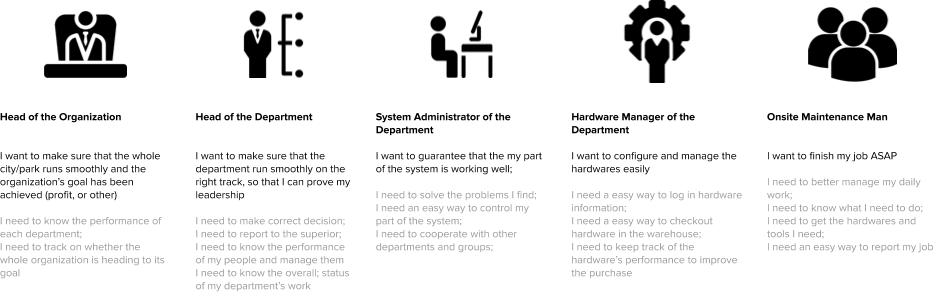 Head of the Organization
I want to make sure that the whole
city/park runs smoothly and the
organization's goal has been
achieved (profit, or other)
I need to know the performance of
each department;
I need to track on whether the
whole organization is heading to its
goal
Head of the Department
I want to make sure that the
department run smoothly on the
right track, so that I can prove my
leadership
I need to make correct decision;
I need to report to the superior;
I need to know the performance
of my people and manage them
I need to know the overall; status
of my department's work
System Administrator of the
Department
I want to guarantee that the my part
of the system is working well;
I need to solve the problems I find;
I need an easy way to control my
part of the system;
I need to cooperate with other
departments and groups;
Hardware Manager of the
Department
I want to configure and manage the
hardwares easily
I need a easy way to log in hardware
information;
I need a easy way to checkout
hardware in the warehouse;
I need to keep track of the
hardware's performance to improve
the purchase
Onsite Maintenance Man
I want to finish my job ASAP
I need to better manage my daily
work;
I need to know what I need to do;
I need to get the hardwares and
tools I need;
I need an easy way to report my job